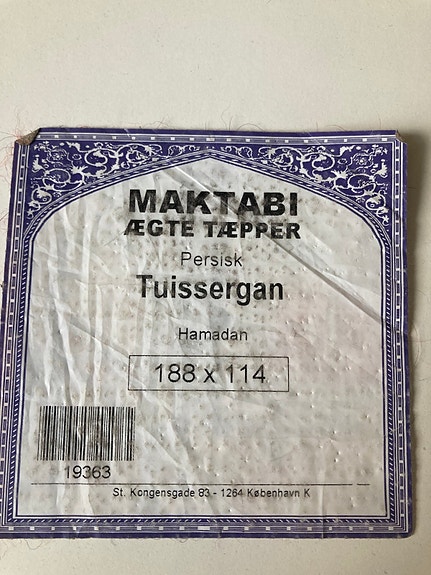 MAKTABI
ÆGTE TÆPPER
Persisk
Tuissergan
Hamadan
188 x 114
19363
St. Kongensgade 83 - 1264 København K